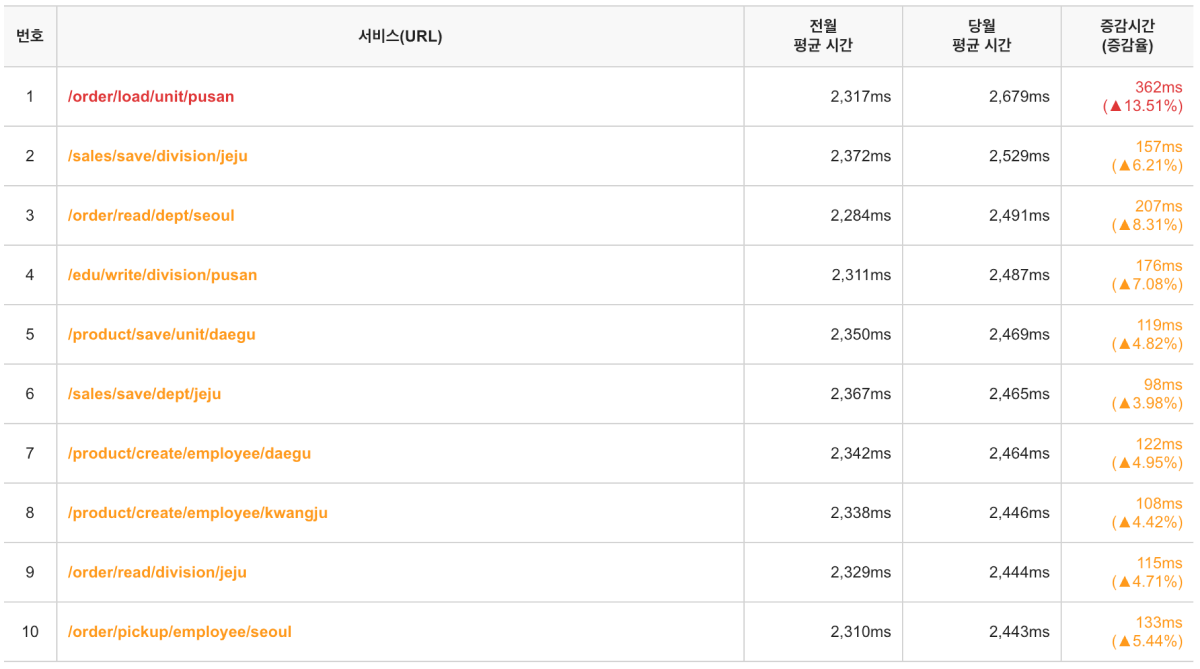 번호 서비스(URL) 전월 평균 시간 당월 평균 시간 증감시간 (증감율)
1 /order/load/unit/pusan 2,317ms 2,679ms 362ms (▲13.51%)
2 /sales/save/division/jeju 2,372ms 2,529ms 157ms (▲6.21%)
3 /order/read/dept/seoul 2,284ms 2,491ms 207ms (▲8.31%)
4 /edu/write/division/pusan 2,311ms 2,487ms 176ms (▲7.08%)
5 /product/save/unit/daegu 2,350ms 2,469ms 119ms (▲4.82%)
6 /sales/save/dept/jeju 2,367ms 2,465ms 98ms (▲3.98%)
7 /product/create/employee/daegu 2,342ms 2,464ms 122ms (▲4.95%)
8 /product/create/employee/kwangju 2,338ms 2,446ms 108ms (▲4.42%)
9 /order/read/division/jeju 2,329ms 2,444ms 115ms (▲4.71%)
10 /order/pickup/employee/seoul 2,310ms 2,443ms 133ms (▲5.44%)